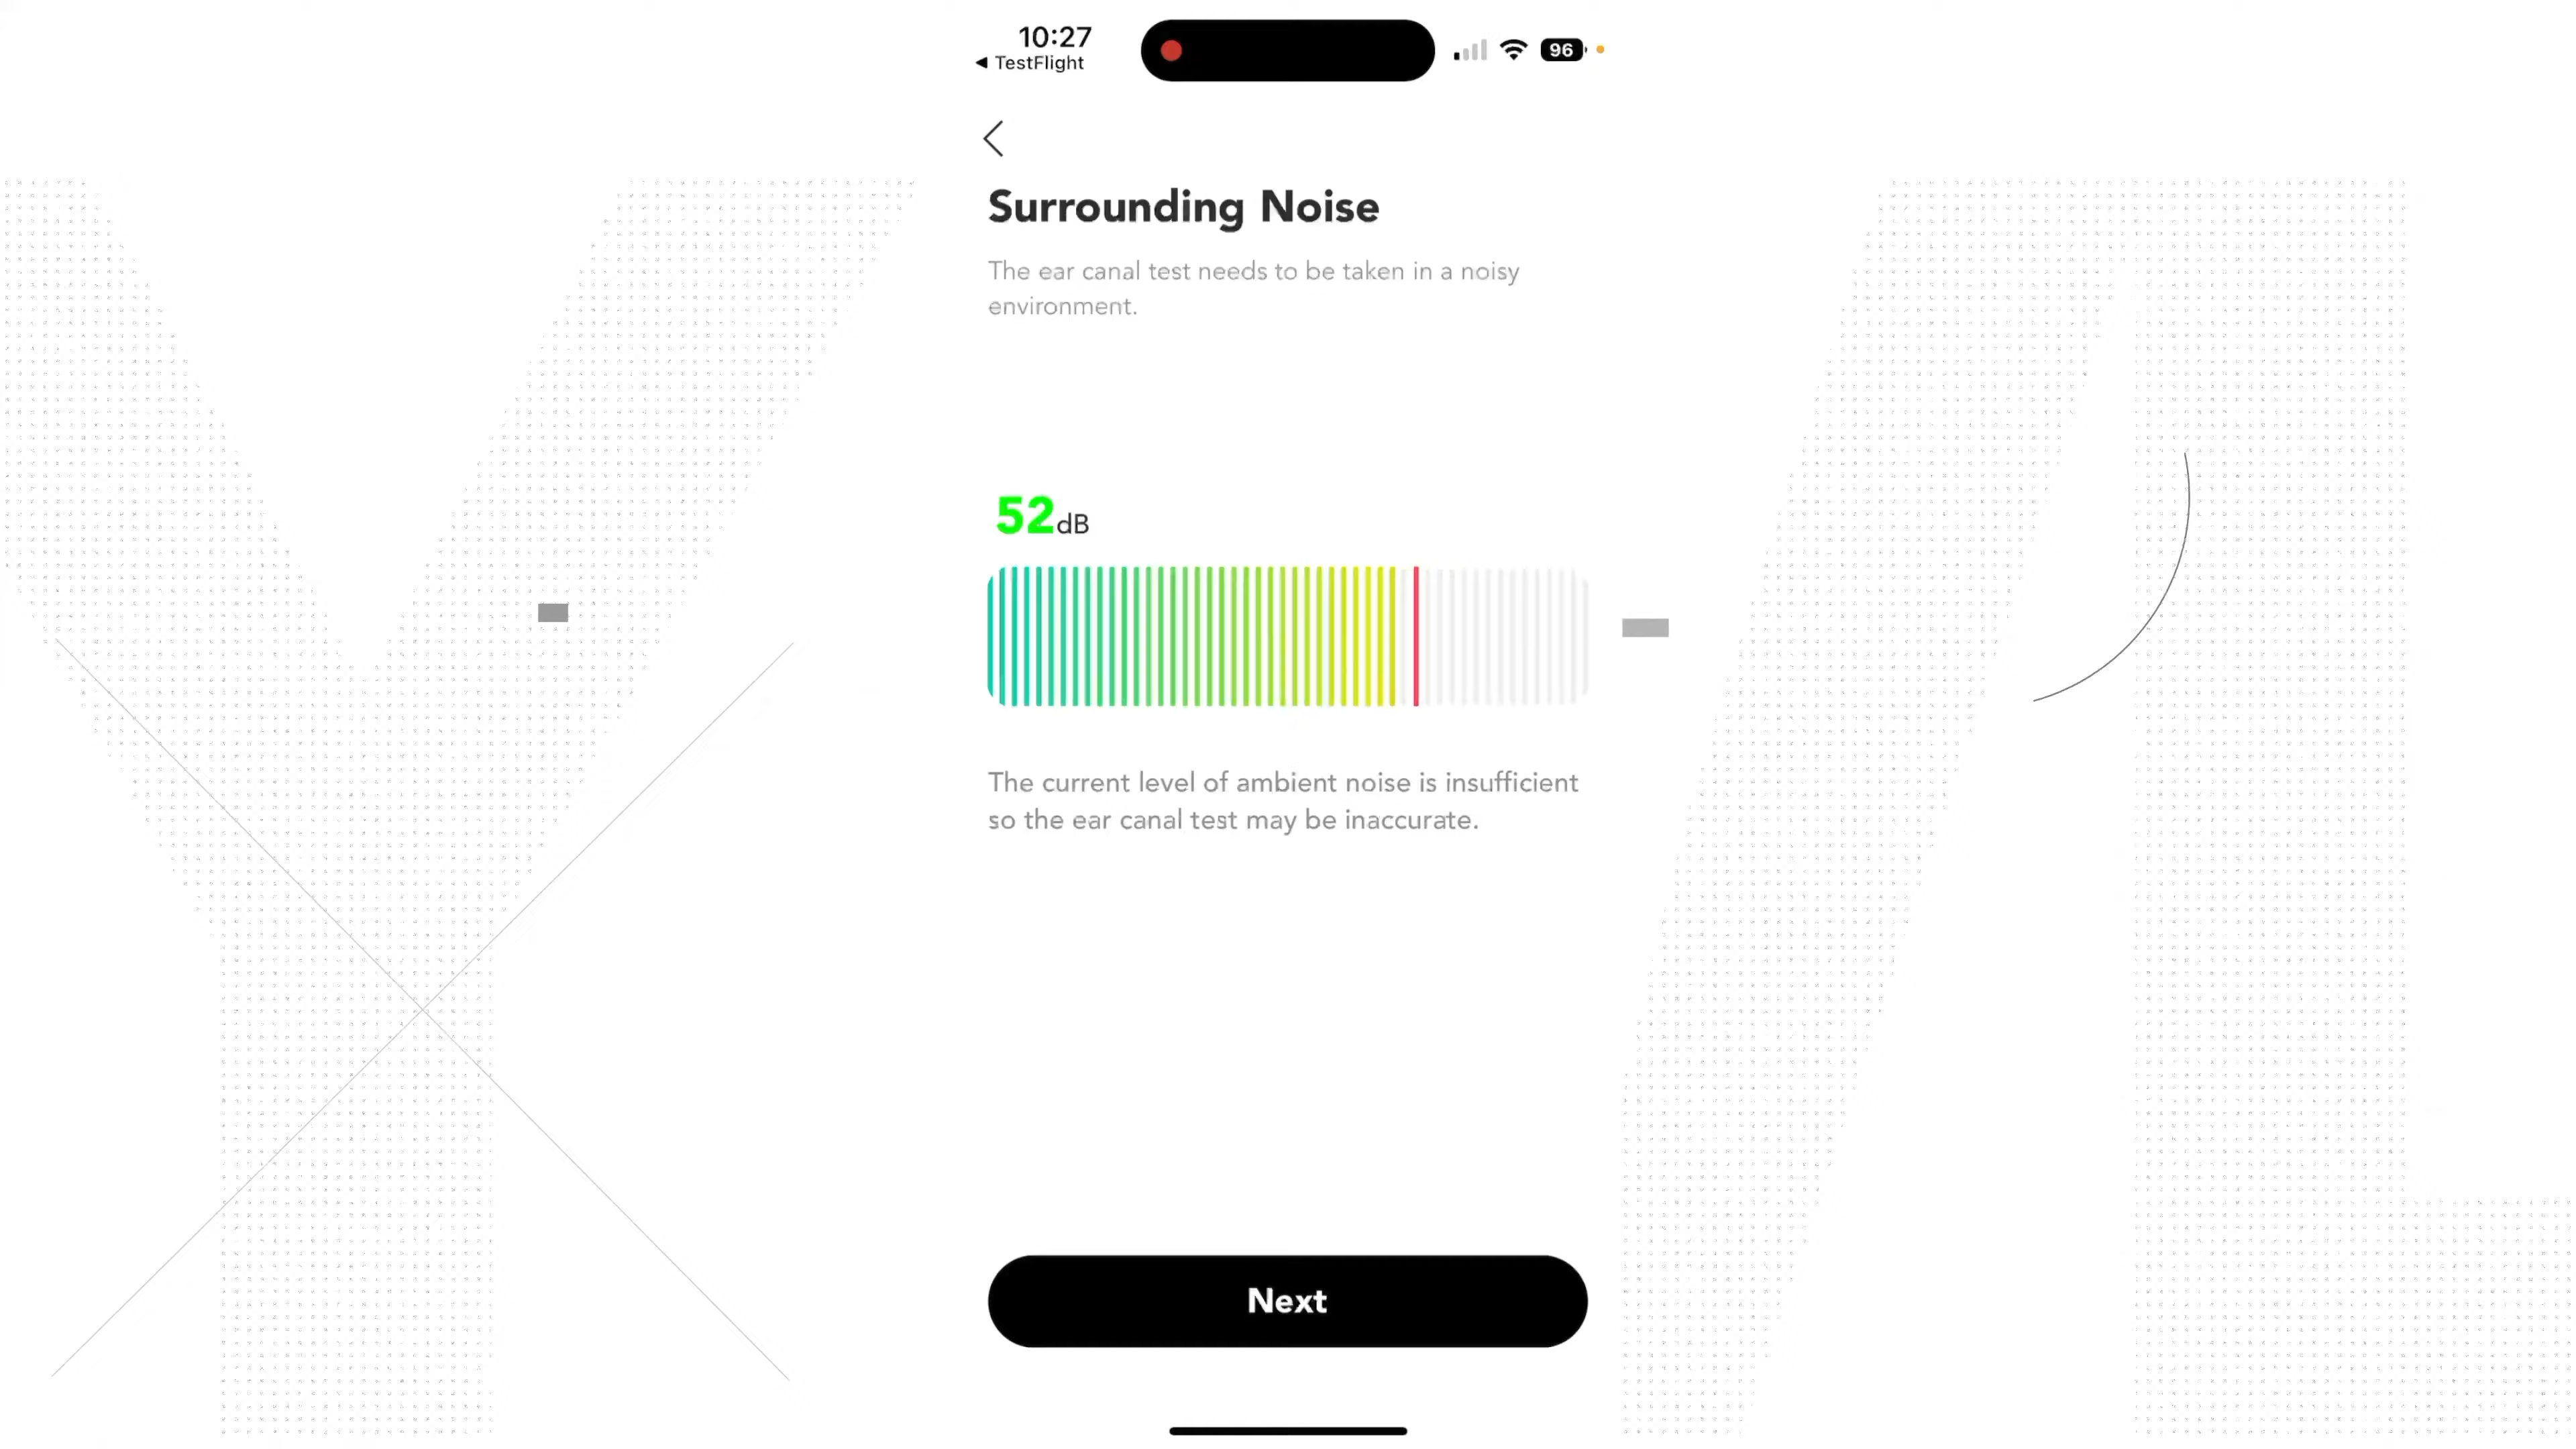 10:27
TestFlight
96
Surrounding Noise
The ear canal test needs to be taken in a noisy
environment.
52dB
The current level of ambient noise is insufficient
so the ear canal test may be inaccurate.
Next